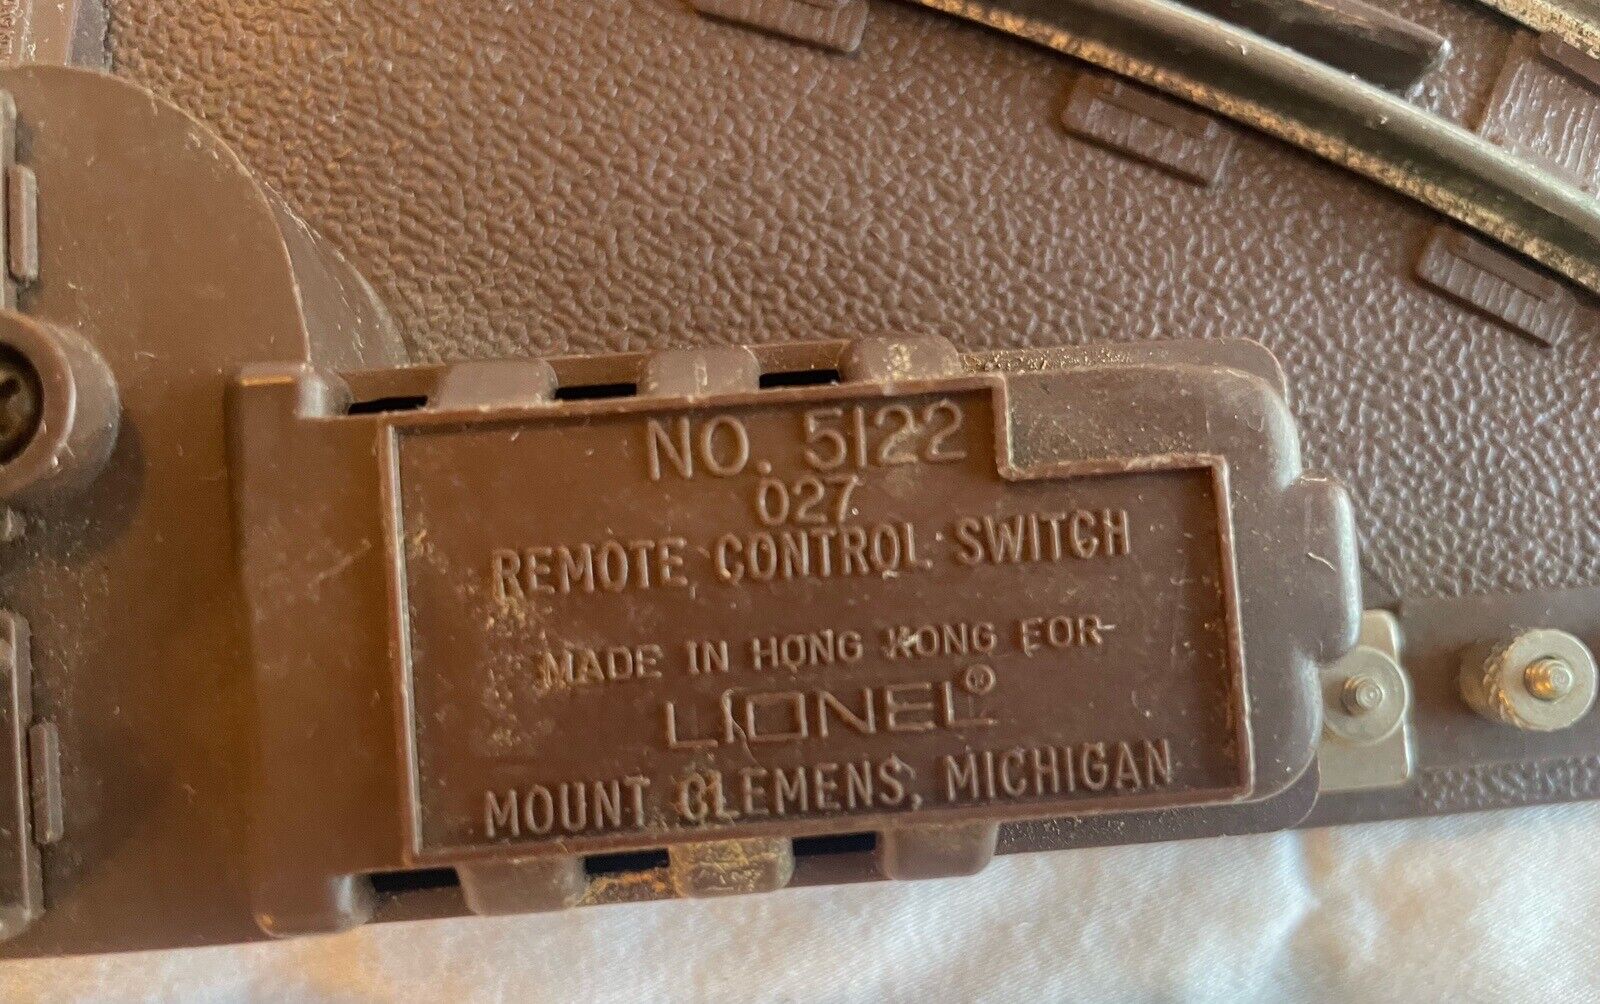 NO. 5122
027
REMOTE CONTROL SWITCH
MADE IN HONG KONG FOR
LIONEL®
MOUNT CLEMENS, MICHIGAN